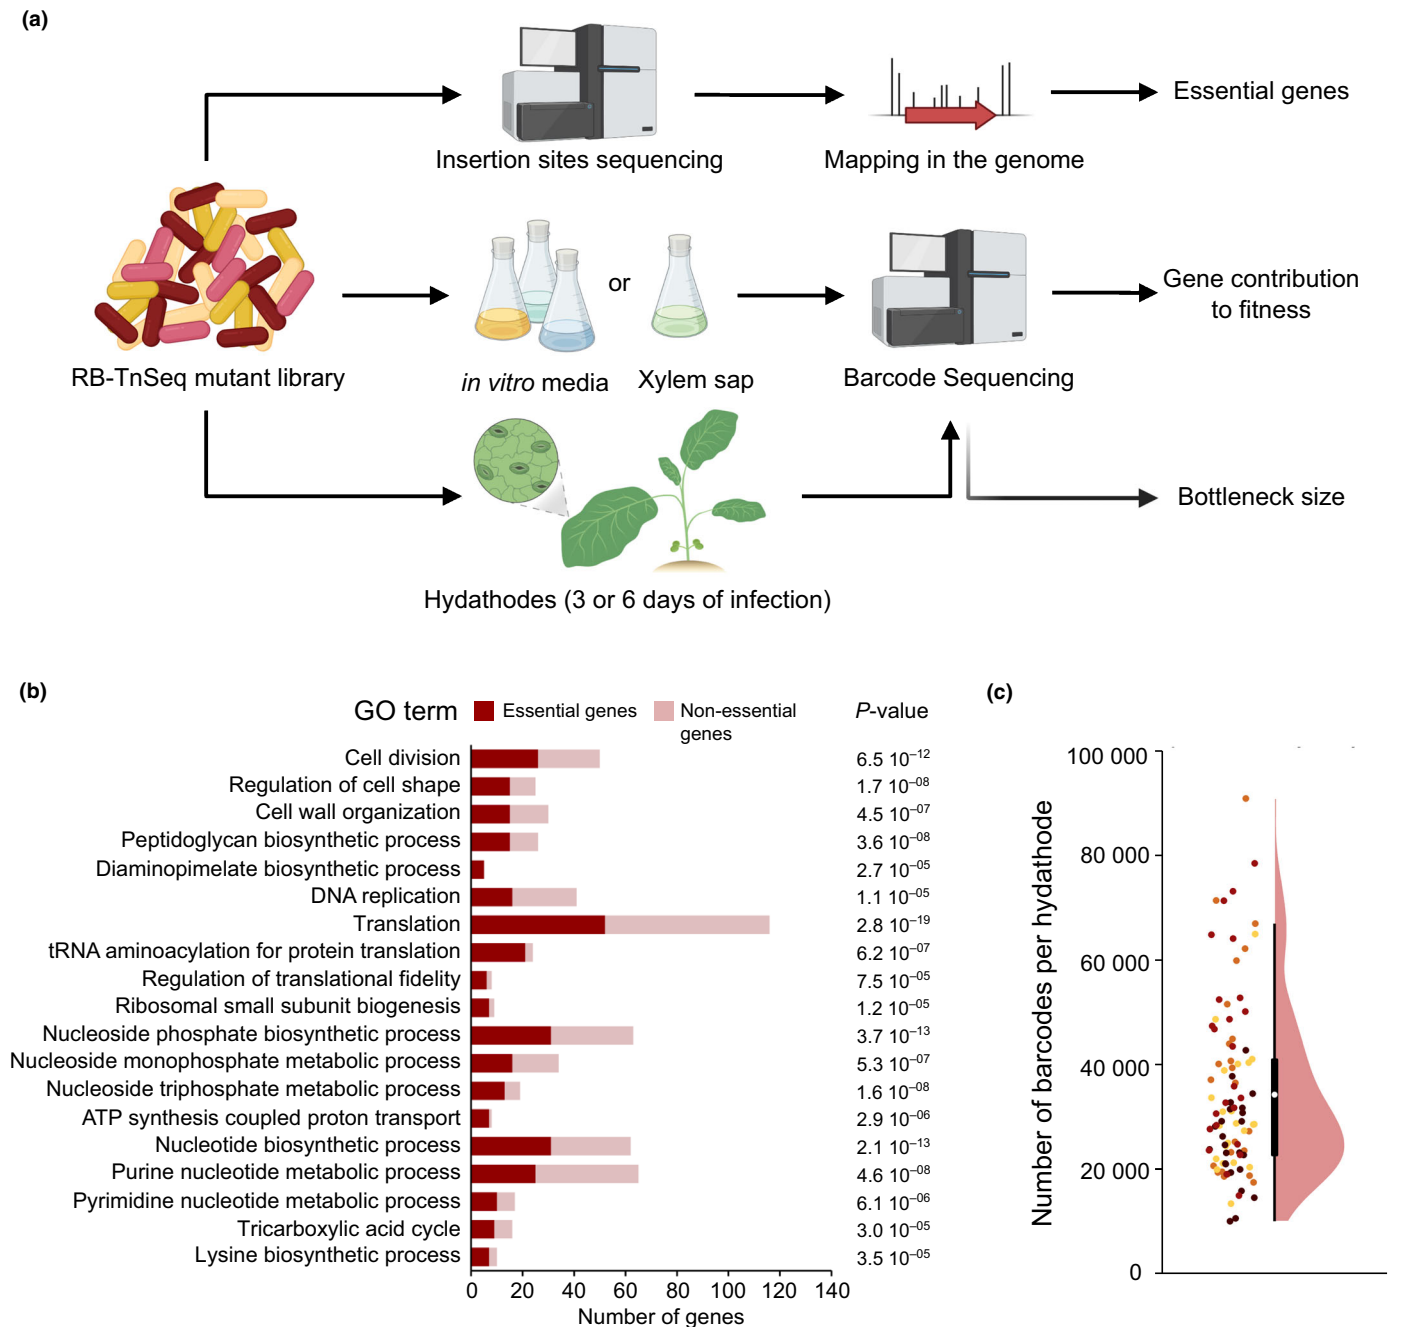 (a)
Insertion sites sequencing
Mapping in the genome
Essential genes
RB-TnSeq mutant library
or
in vitro media
Xylem sap
Barcode Sequencing
Gene contribution
to fitness
Bottleneck size
Hydathodes (3 or 6 days of infection)
(b)
GO term
Essential genes
Non-essential
genes
P-value
Cell division 6.5 10⁻¹²
Regulation of cell shape 1.7 10⁻⁰⁸
Cell wall organization 4.5 10⁻⁰⁷
Peptidoglycan biosynthetic process 3.6 10⁻⁰⁸
Diaminopimelate biosynthetic process 2.7 10⁻⁰⁵
DNA replication 1.1 10⁻⁰⁵
Translation 2.8 10⁻¹⁹
tRNA aminoacylation for protein translation 6.2 10⁻⁰⁷
Regulation of translational fidelity 7.5 10⁻⁰⁵
Ribosomal small subunit biogenesis 1.2 10⁻⁰⁵
Nucleoside phosphate biosynthetic process 3.7 10⁻¹³
Nucleoside monophosphate metabolic process 5.3 10⁻⁰⁷
Nucleoside triphosphate metabolic process 1.6 10⁻⁰⁸
ATP synthesis coupled proton transport 2.9 10⁻⁰⁶
Nucleotide biosynthetic process 2.1 10⁻¹³
Purine nucleotide metabolic process 4.6 10⁻⁰⁸
Pyrimidine nucleotide metabolic process 6.1 10⁻⁰⁶
Tricarboxylic acid cycle 3.0 10⁻⁰⁵
Lysine biosynthetic process 3.5 10⁻⁰⁵
0 20 40 60 80 100 120 140
Number of genes
(c)
Number of barcodes per hydathode
100 000
80 000
60 000
40 000
20 000
0